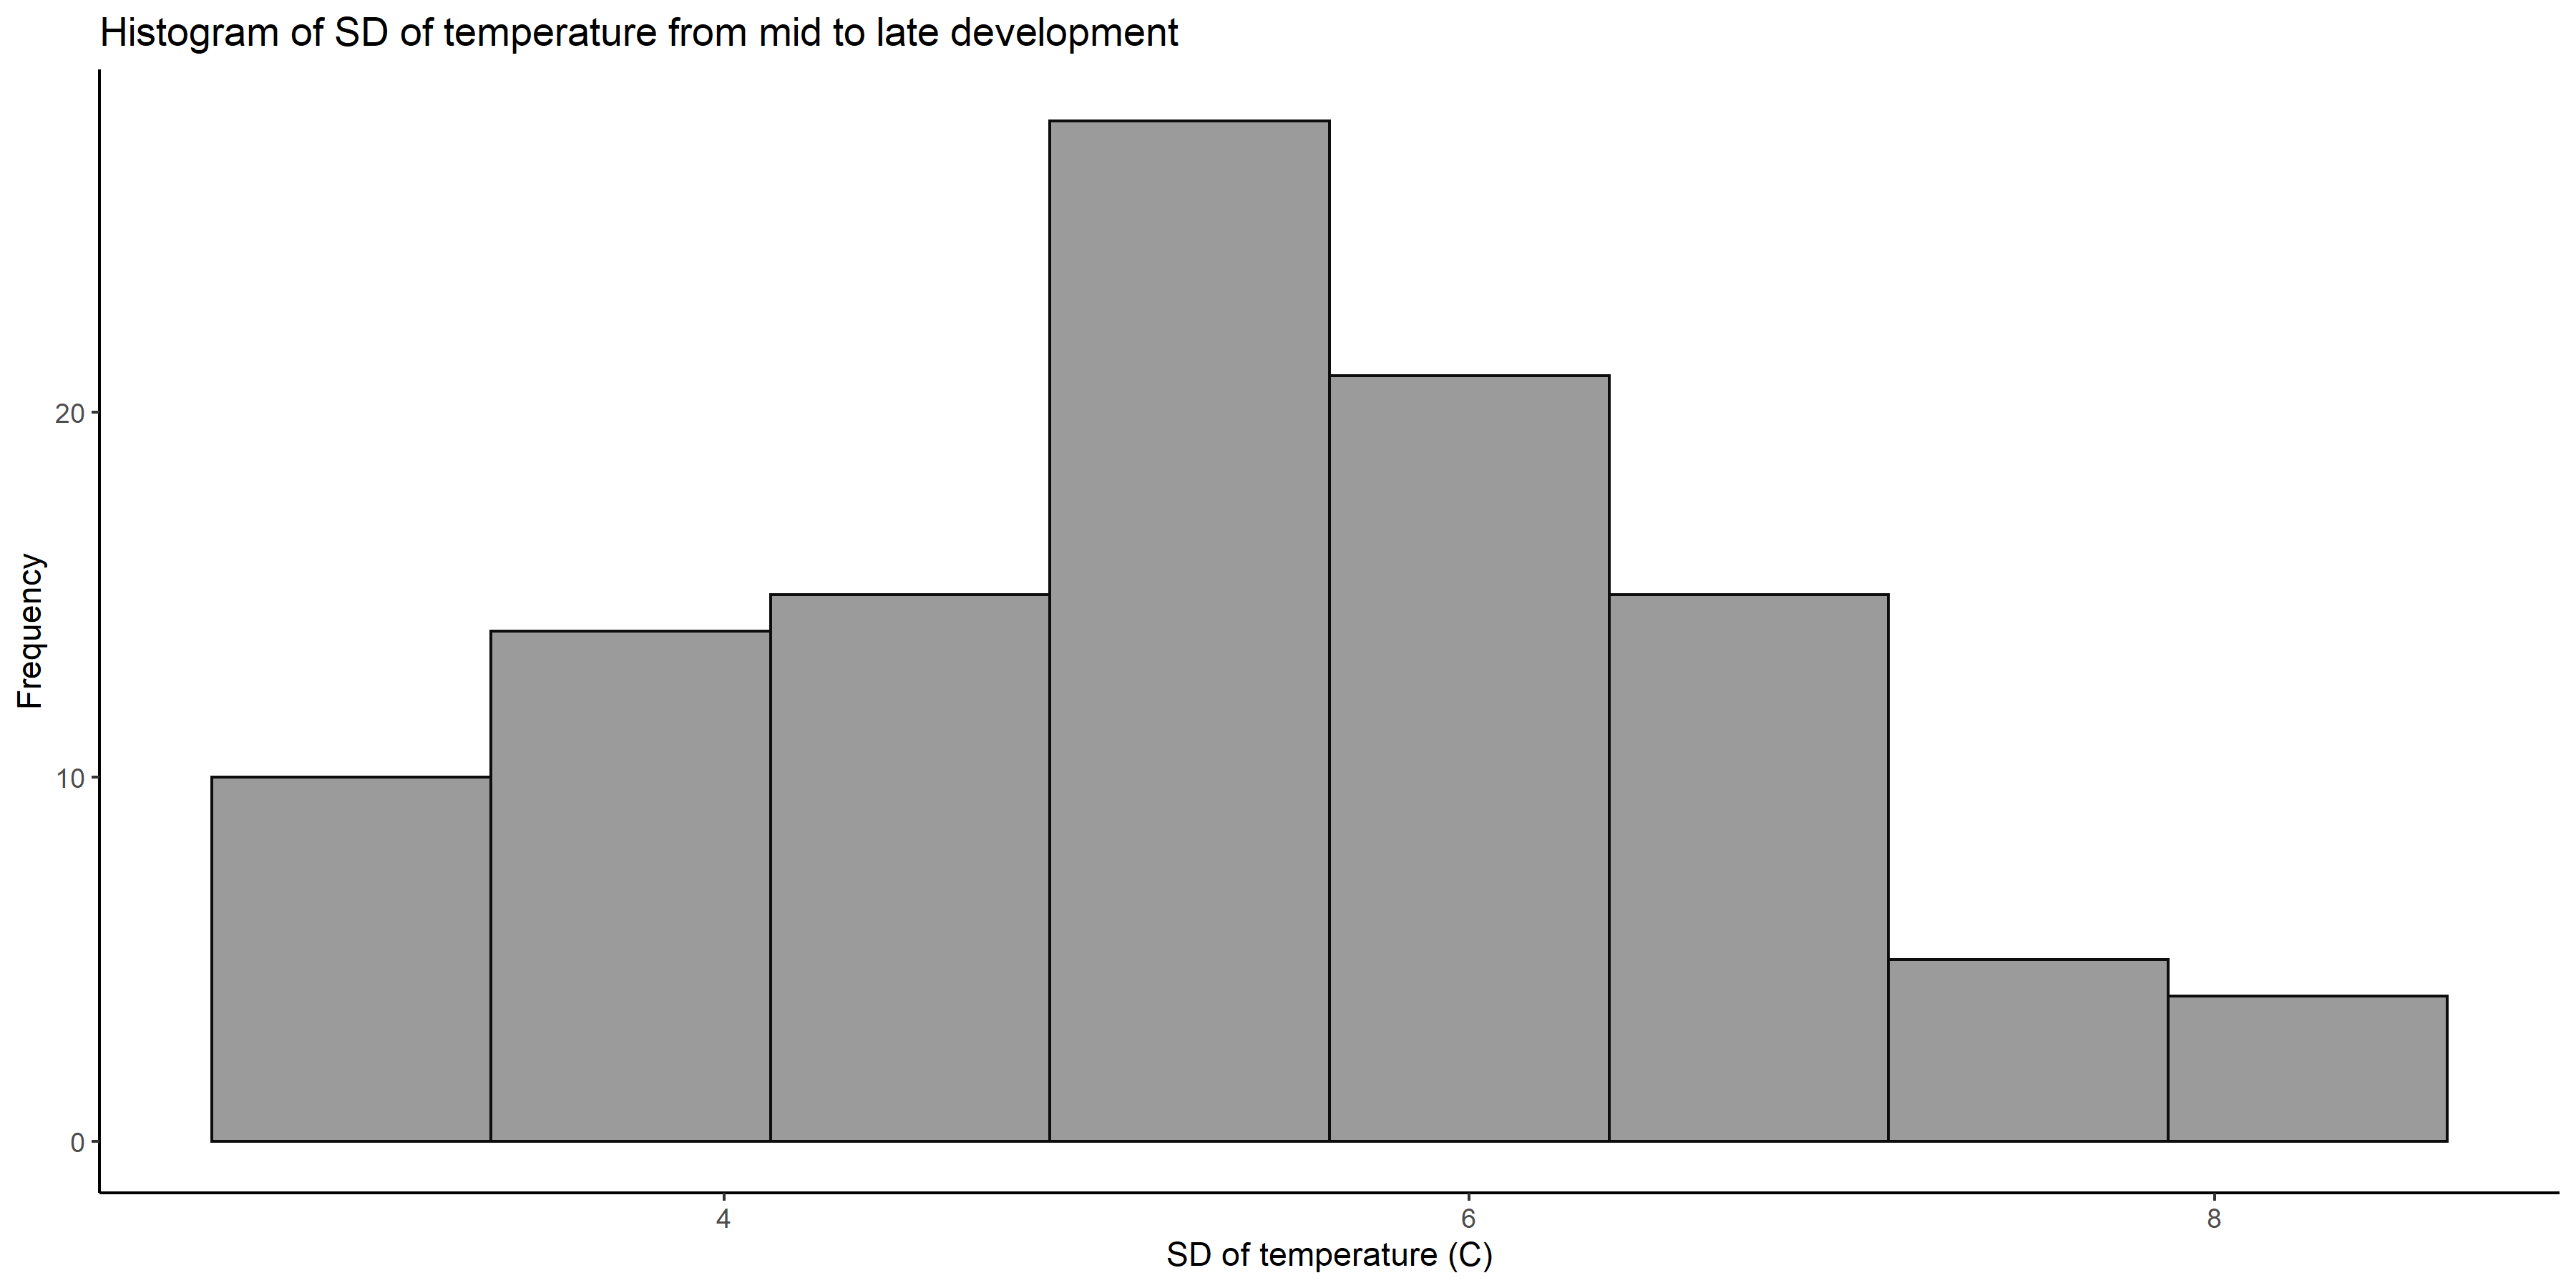 Histogram of SD of temperature from mid to late development
Frequency
20
10
0
4 6 8
SD of temperature (C)